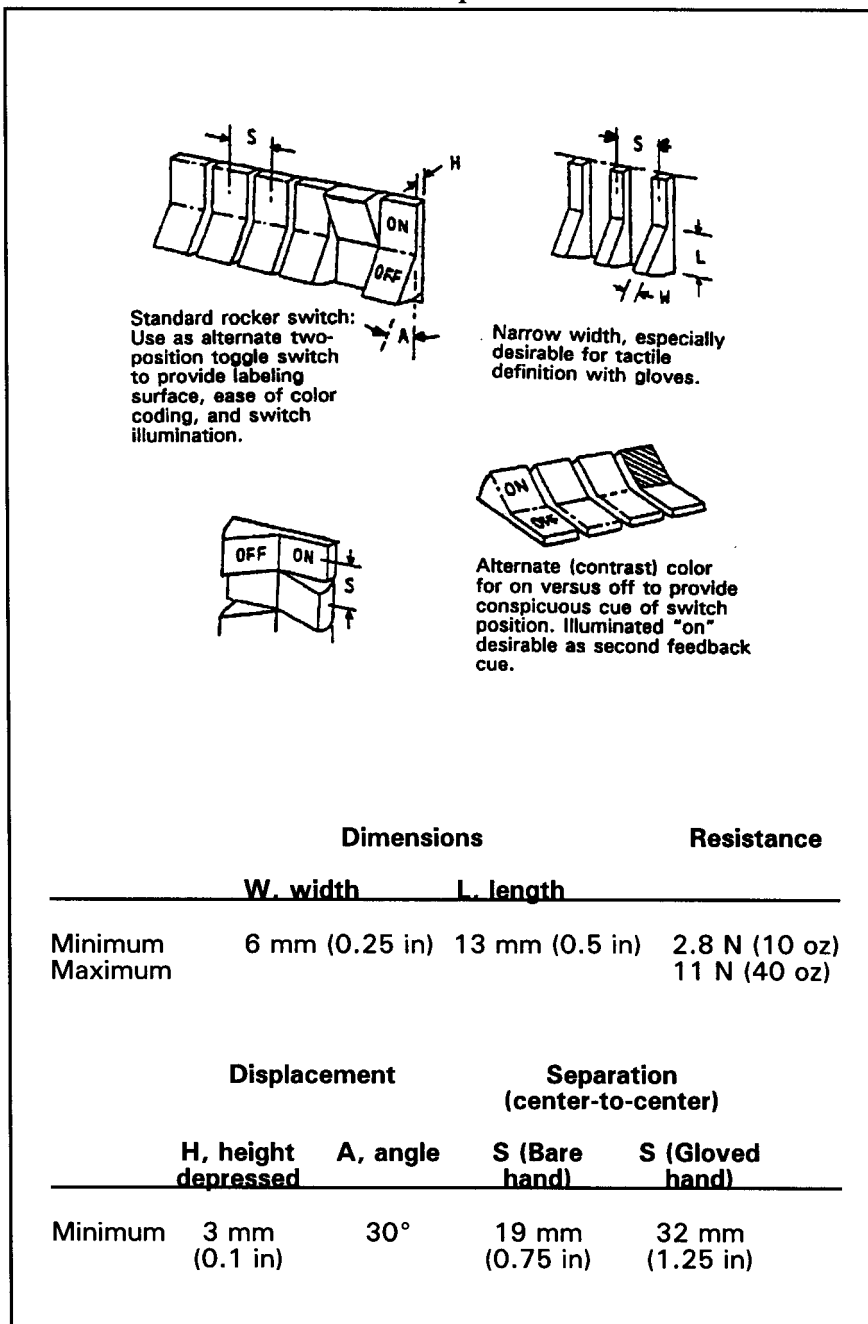 S
H
ON
OFF
A
Standard rocker switch:
Use as alternate two-
position toggle switch
to provide labeling
surface, ease of color
coding, and switch
illumination.
S
L
W
Narrow width, especially
desirable for tactile
definition with gloves.
OFF ON
S
ON
OFF
Alternate (contrast) color
for on versus off to provide
conspicuous cue of switch
position. Illuminated "on"
desirable as second feedback
cue.
Dimensions Resistance
W, width L, length
Minimum 6 mm (0.25 in) 13 mm (0.5 in) 2.8 N (10 oz)
Maximum 11 N (40 oz)
Displacement Separation
(center-to-center)
H, height A, angle S (Bare S (Gloved
depressed hand) hand)
Minimum 3 mm 30° 19 mm 32 mm
(0.1 in) (0.75 in) (1.25 in)